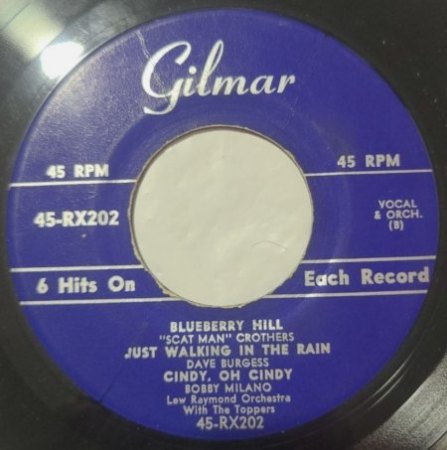 Gilmar
45 RPM 45 RPM
45-RX202
VOCAL
& ORCH.
(B)
6 Hits On Each Record
BLUEBERRY HILL
"SCAT MAN" CROTHERS
JUST WALKING IN THE RAIN
DAVE BURGESS
CINDY, OH CINDY
BOBBY MILANO
Lew Raymond Orchestra
With The Toppers
45-RX202